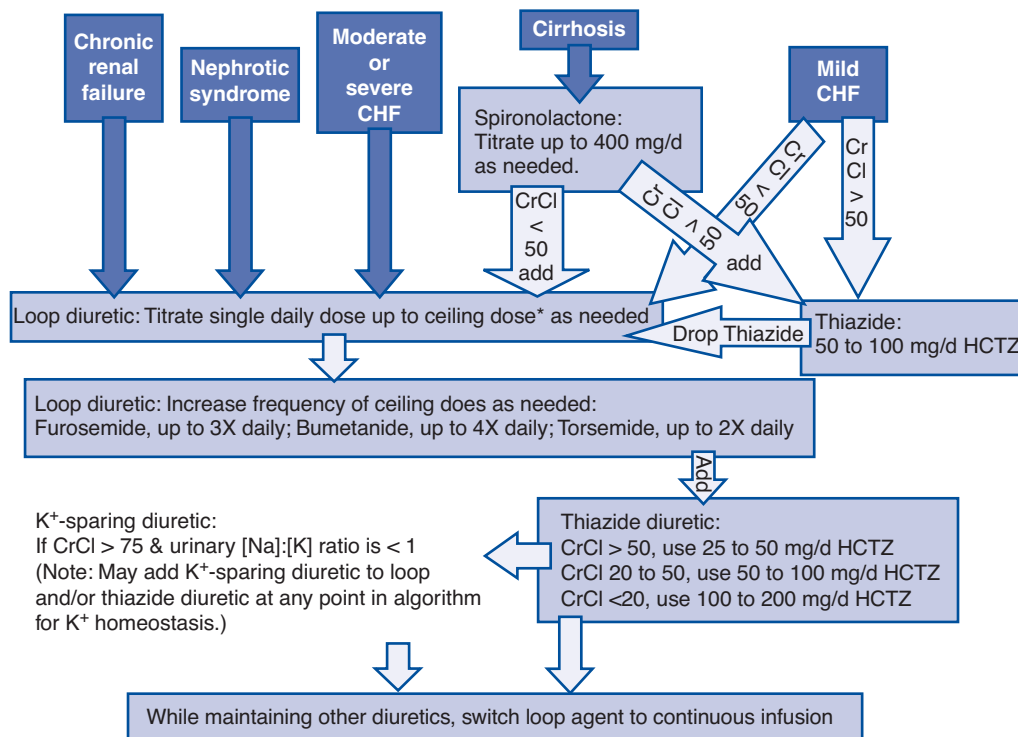 Chronic
renal
failure
Nephrotic
syndrome
Moderate
or
severe
CHF
Cirrhosis
Mild
CHF
Spironolactone:
Titrate up to 400 mg/d
as needed.
CrCl
<
50
add
Cr Cl > 50
add
Cr Cl < 50
Cr
Cl
>
50
Loop diuretic: Titrate single daily dose up to ceiling dose* as needed
Drop Thiazide
Thiazide:
50 to 100 mg/d HCTZ
Loop diuretic: Increase frequency of ceiling does as needed:
Furosemide, up to 3X daily; Bumetanide, up to 4X daily; Torsemide, up to 2X daily
Add
K⁺-sparing diuretic:
If CrCl > 75 & urinary [Na]:[K] ratio is < 1
(Note: May add K⁺-sparing diuretic to loop
and/or thiazide diuretic at any point in algorithm
for K⁺ homeostasis.)
Thiazide diuretic:
CrCl > 50, use 25 to 50 mg/d HCTZ
CrCl 20 to 50, use 50 to 100 mg/d HCTZ
CrCl <20, use 100 to 200 mg/d HCTZ
While maintaining other diuretics, switch loop agent to continuous infusion